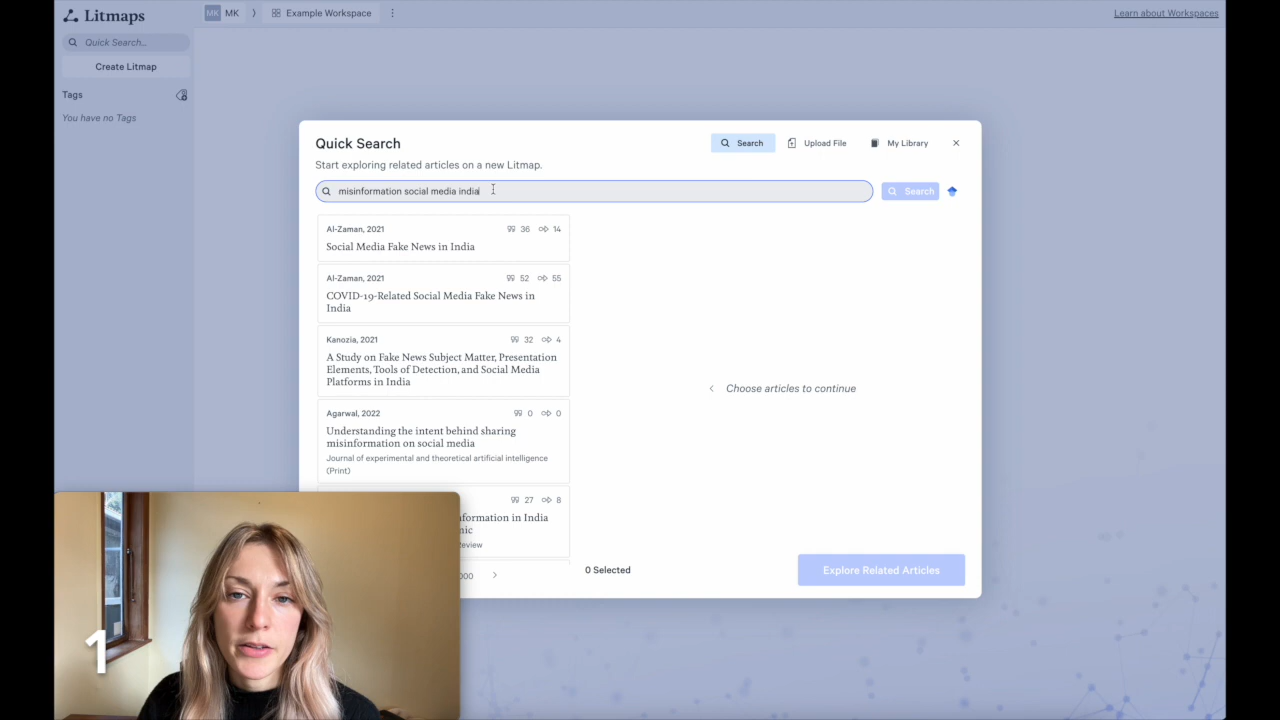 Litmaps
MK MK 〉 Example Workspace
Learn about Workspaces
Quick Search...
Create Litmap
Tags
You have no Tags
Quick Search
Search
Upload File
My Library
Start exploring related articles on a new Litmap.
misinformation social media india
Search
Al-Zaman, 2021 36 14
Social Media Fake News in India
Al-Zaman, 2021 52 55
COVID-19-Related Social Media Fake News in
India
Kanozia, 2021 32 4
A Study on Fake News Subject Matter, Presentation
Elements, Tools of Detection, and Social Media
Platforms in India
Agarwal, 2022 0 0
Understanding the intent behind sharing
misinformation on social media
Journal of experimental and theoretical artificial intelligence
(Print)
27 8
in India
Choose articles to continue
0 Selected
Explore Related Articles
1